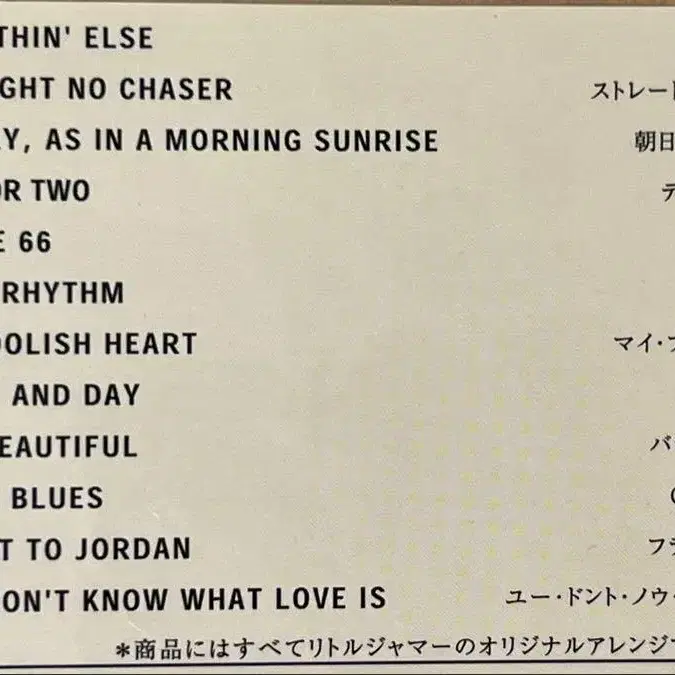 THIN' ELSE
GHT NO CHASER ストレート
Y, AS IN A MORNING SUNRISE 朝日
OR TWO テ
E 66
RHYTHM
OOLISH HEART マイ・フ
AND DAY
EAUTIFUL バ
BLUES
T TO JORDAN フラ
ON'T KNOW WHAT LOVE IS ユー・ドント・ノウ・
*商品にはすべてリトルジャマーのオリジナルアレンジ